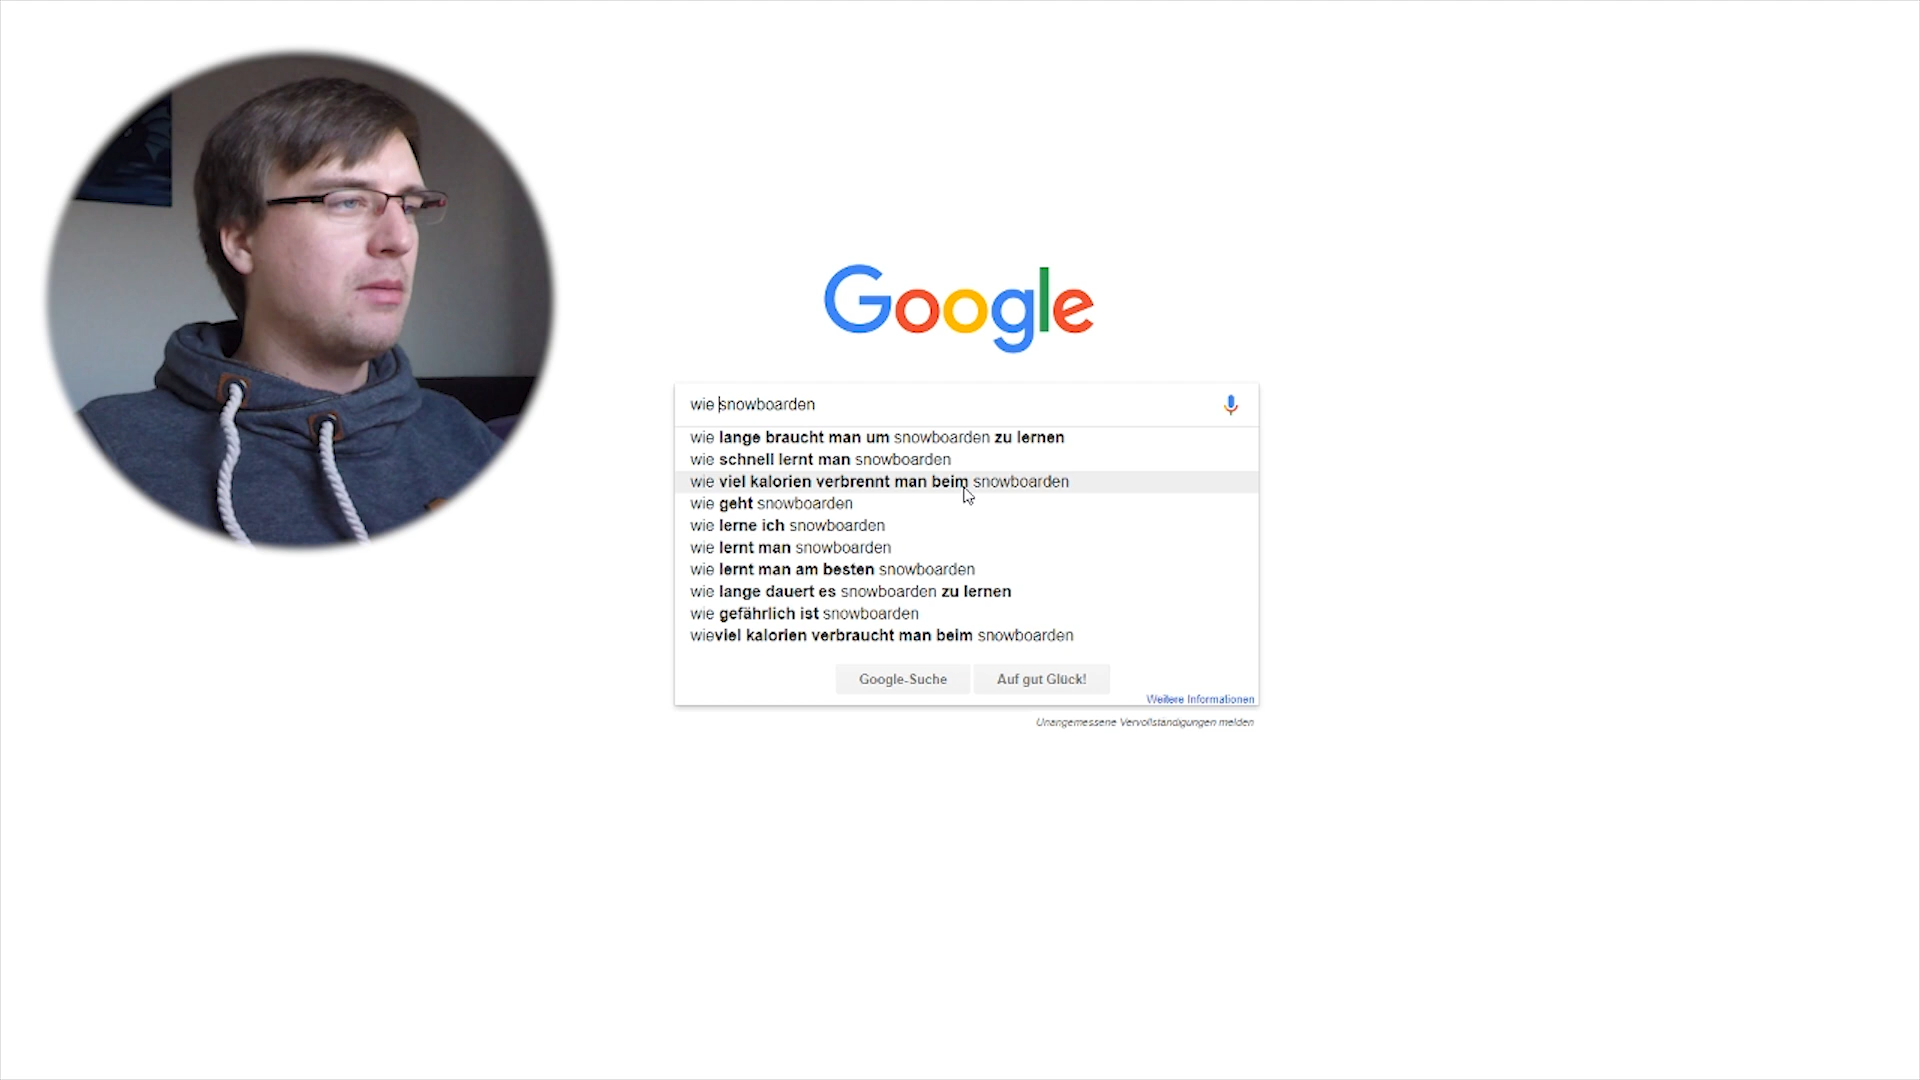 Google
wie snowboarden
wie lange braucht man um snowboarden zu lernen
wie schnell lernt man snowboarden
wie viel kalorien verbrennt man beim snowboarden
wie geht snowboarden
wie lerne ich snowboarden
wie lernt man snowboarden
wie lernt man am besten snowboarden
wie lange dauert es snowboarden zu lernen
wie gefährlich ist snowboarden
wieviel kalorien verbraucht man beim snowboarden
Google-Suche Auf gut Glück!
Weitere Informationen
Unangemessene Vervollständigungen melden